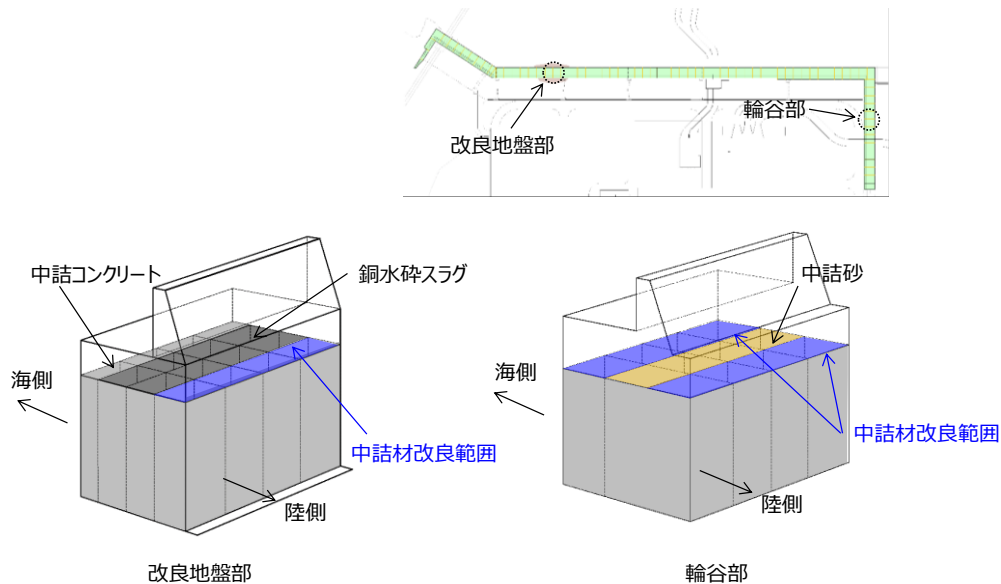 輪谷部
改良地盤部
中詰コンクリート
銅水砕スラグ
海側
中詰材改良範囲
陸側
改良地盤部
中詰砂
海側
中詰材改良範囲
陸側
輪谷部